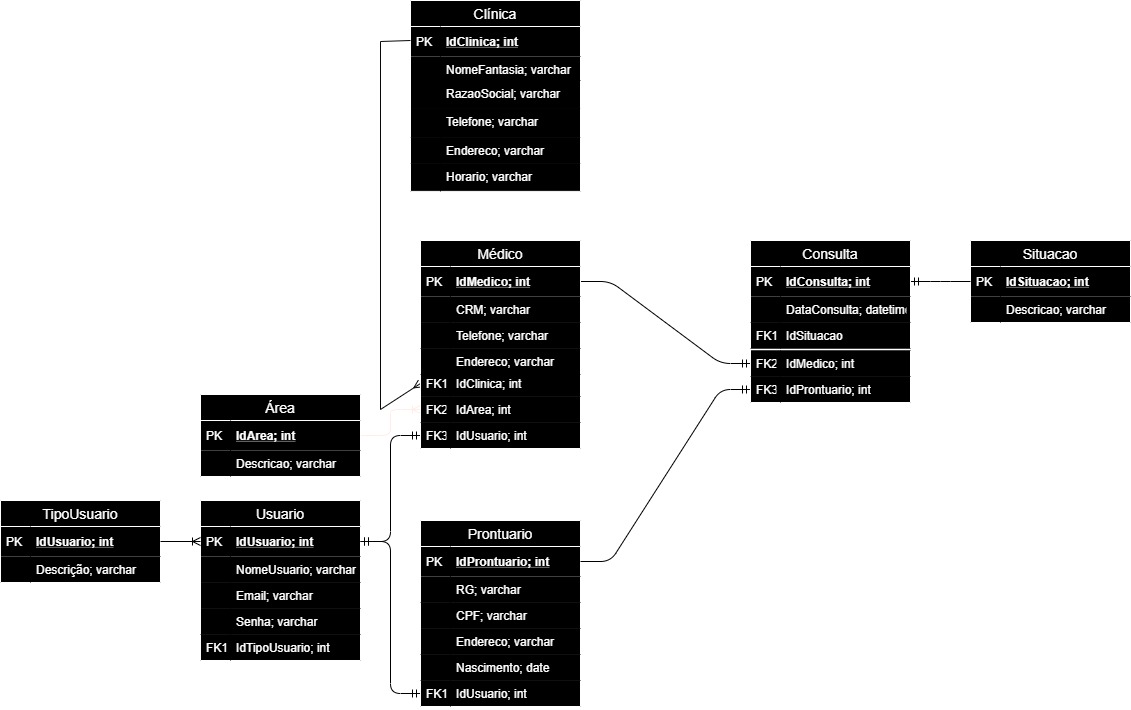 Clínica
PK IdClinica; int
NomeFantasia; varchar
RazaoSocial; varchar
Telefone; varchar
Endereco; varchar
Horario; varchar
Médico
PK IdMedico; int
CRM; varchar
Telefone; varchar
Endereco; varchar
FK1 IdClinica; int
FK2 IdArea; int
FK3 IdUsuario; int
Consulta
PK IdConsulta; int
DataConsulta; datetim
FK1 IdSituacao
FK2 IdMedico; int
FK3 IdProntuario; int
Situacao
PK IdSituacao; int
Descricao; varchar
Área
PK IdArea; int
Descricao; varchar
TipoUsuario
PK IdUsuario; int
Descrição; varchar
Usuario
PK IdUsuario; int
NomeUsuario; varchar
Email; varchar
Senha; varchar
FK1 IdTipoUsuario; int
Prontuario
PK IdProntuario; int
RG; varchar
CPF; varchar
Endereco; varchar
Nascimento; date
FK1 IdUsuario; int